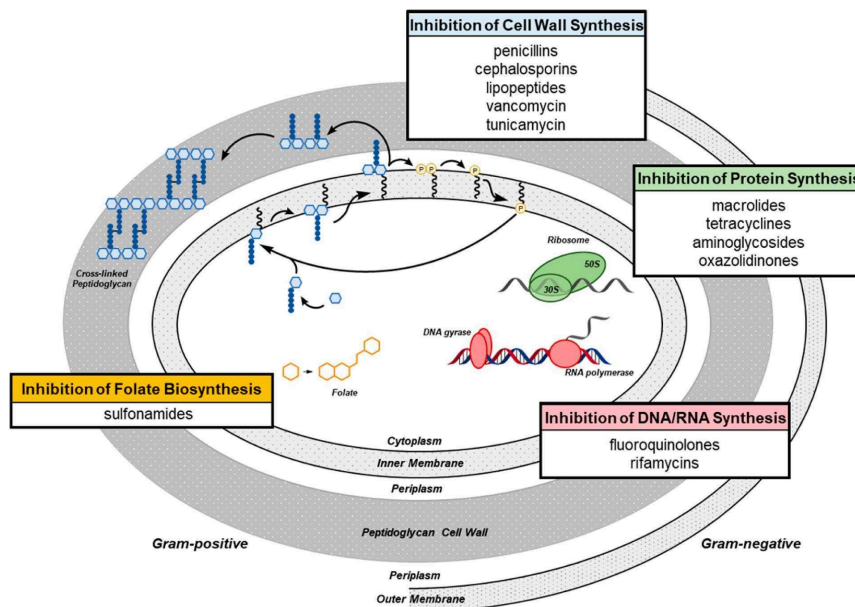 Inhibition of Cell Wall Synthesis
penicillins
cephalosporins
lipopeptides
vancomycin
tunicamycin
Inhibition of Protein Synthesis
macrolides
tetracyclines
aminoglycosides
oxazolidinones
P P P
P
Cross-linked
Peptidoglycan
Ribosome
50S
30S
DNA gyrase
RNA polymerase
Folate
Inhibition of Folate Biosynthesis
sulfonamides
Inhibition of DNA/RNA Synthesis
fluoroquinolones
rifamycins
Cytoplasm
Inner Membrane
Periplasm
Peptidoglycan Cell Wall
Gram-positive
Gram-negative
Periplasm
Outer Membrane